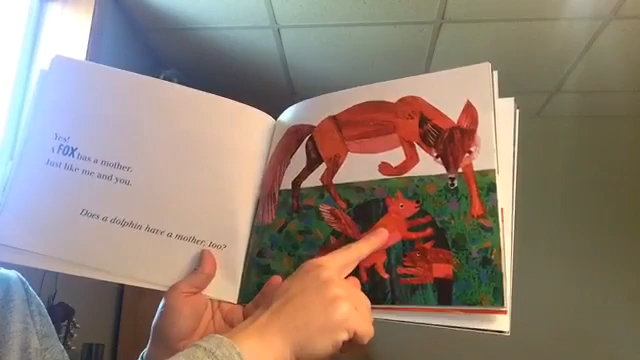 Yes!
A FOX has a mother.
Just like me and you.
Does a dolphin have a mother, too?